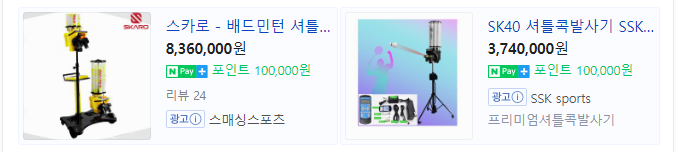 SKARO
스카로 - 배드민턴 셔틀...
8,360,000원
N Pay + 포인트 100,000원
리뷰 24
광고 스매싱스포츠
SK40 셔틀콕발사기 SSK...
3,740,000원
N Pay + 포인트 100,000원
광고 SSK sports
프리미엄셔틀콕발사기